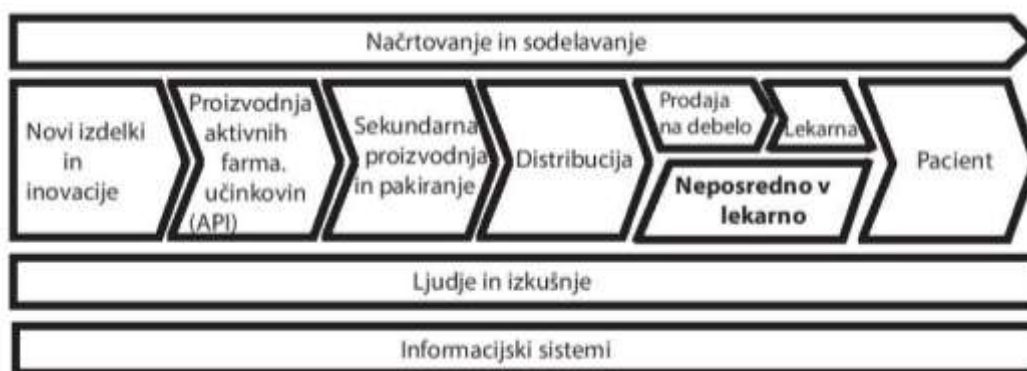 Načrtovanje in sodelavanje
Novi izdelki
in
inovacije
Proizvodnja
aktivnih
farma.
učinkovin
(API)
Sekundarna
proizvodnja
in pakiranje
Distribucija
Prodaja
na debelo
Lekarna
Neposredno v
lekarno
Pacient
Ljudje in izkušnje
Informacijski sistemi